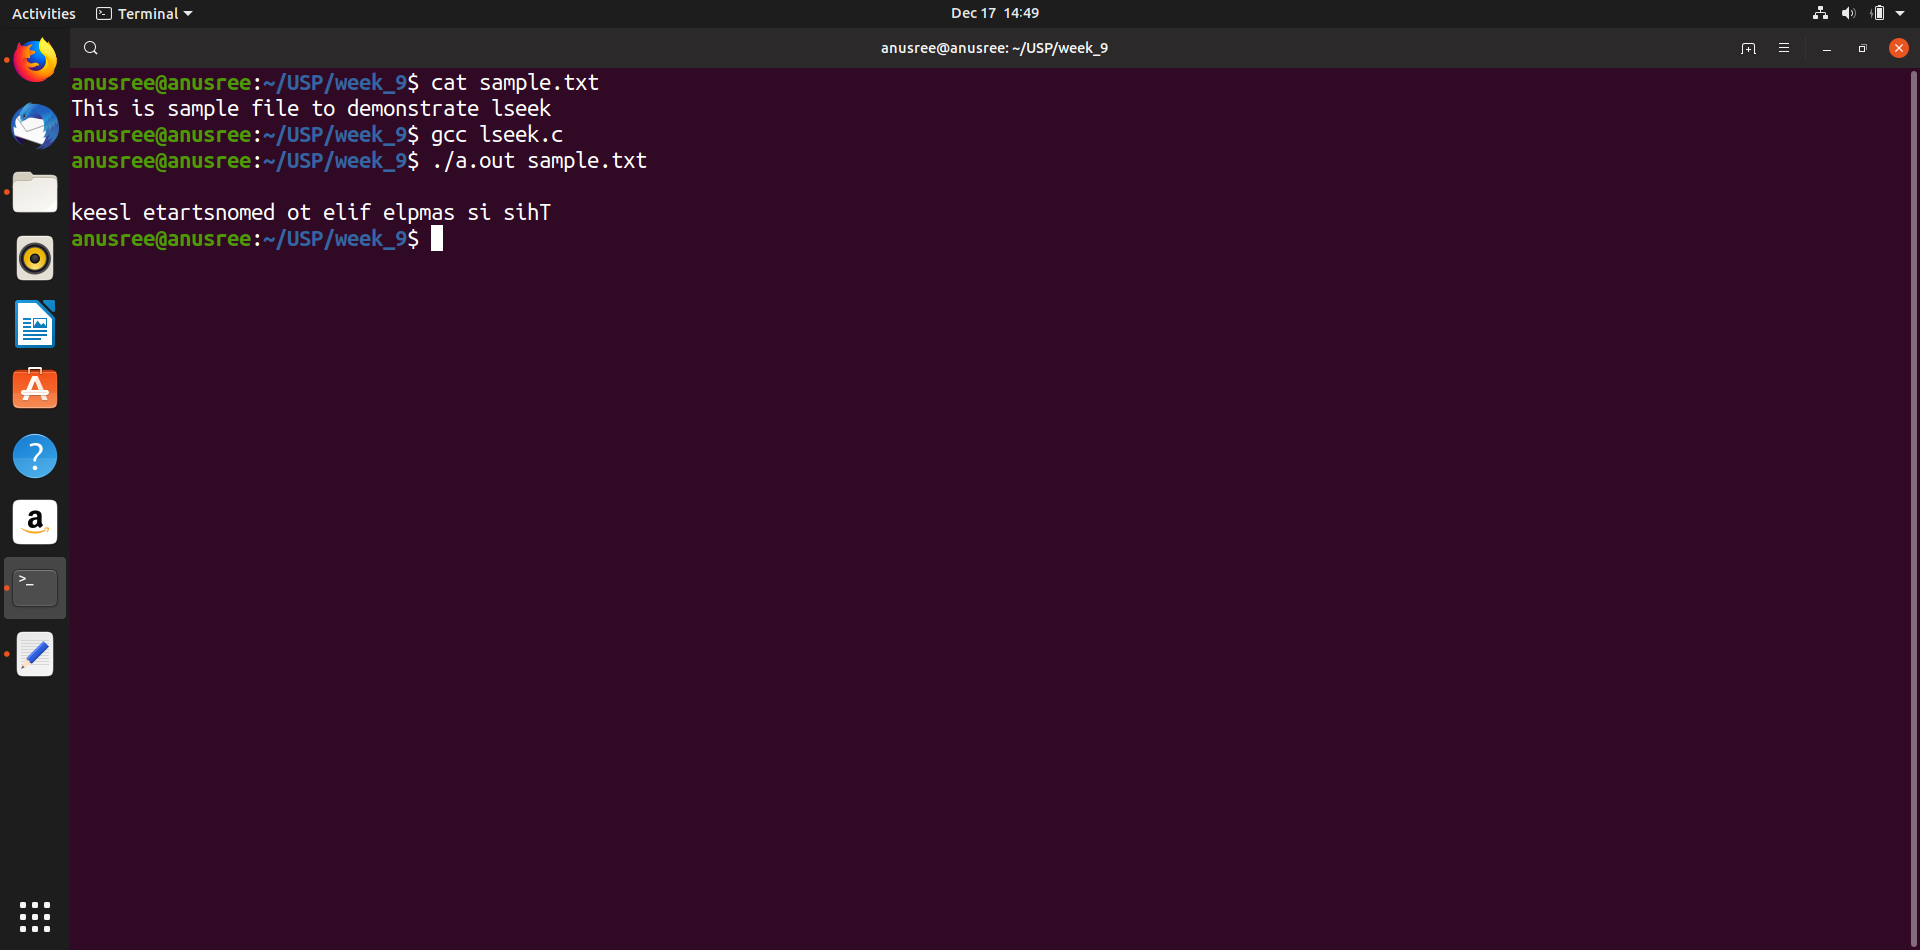 Activities Terminal Dec 17 14:49
anusree@anusree: ~/USP/week_9
anusree@anusree:~/USP/week_9$ cat sample.txt
This is sample file to demonstrate lseek
anusree@anusree:~/USP/week_9$ gcc lseek.c
anusree@anusree:~/USP/week_9$ ./a.out sample.txt
keesl etartsnomed ot elif elpmas si sihT
anusree@anusree:~/USP/week_9$